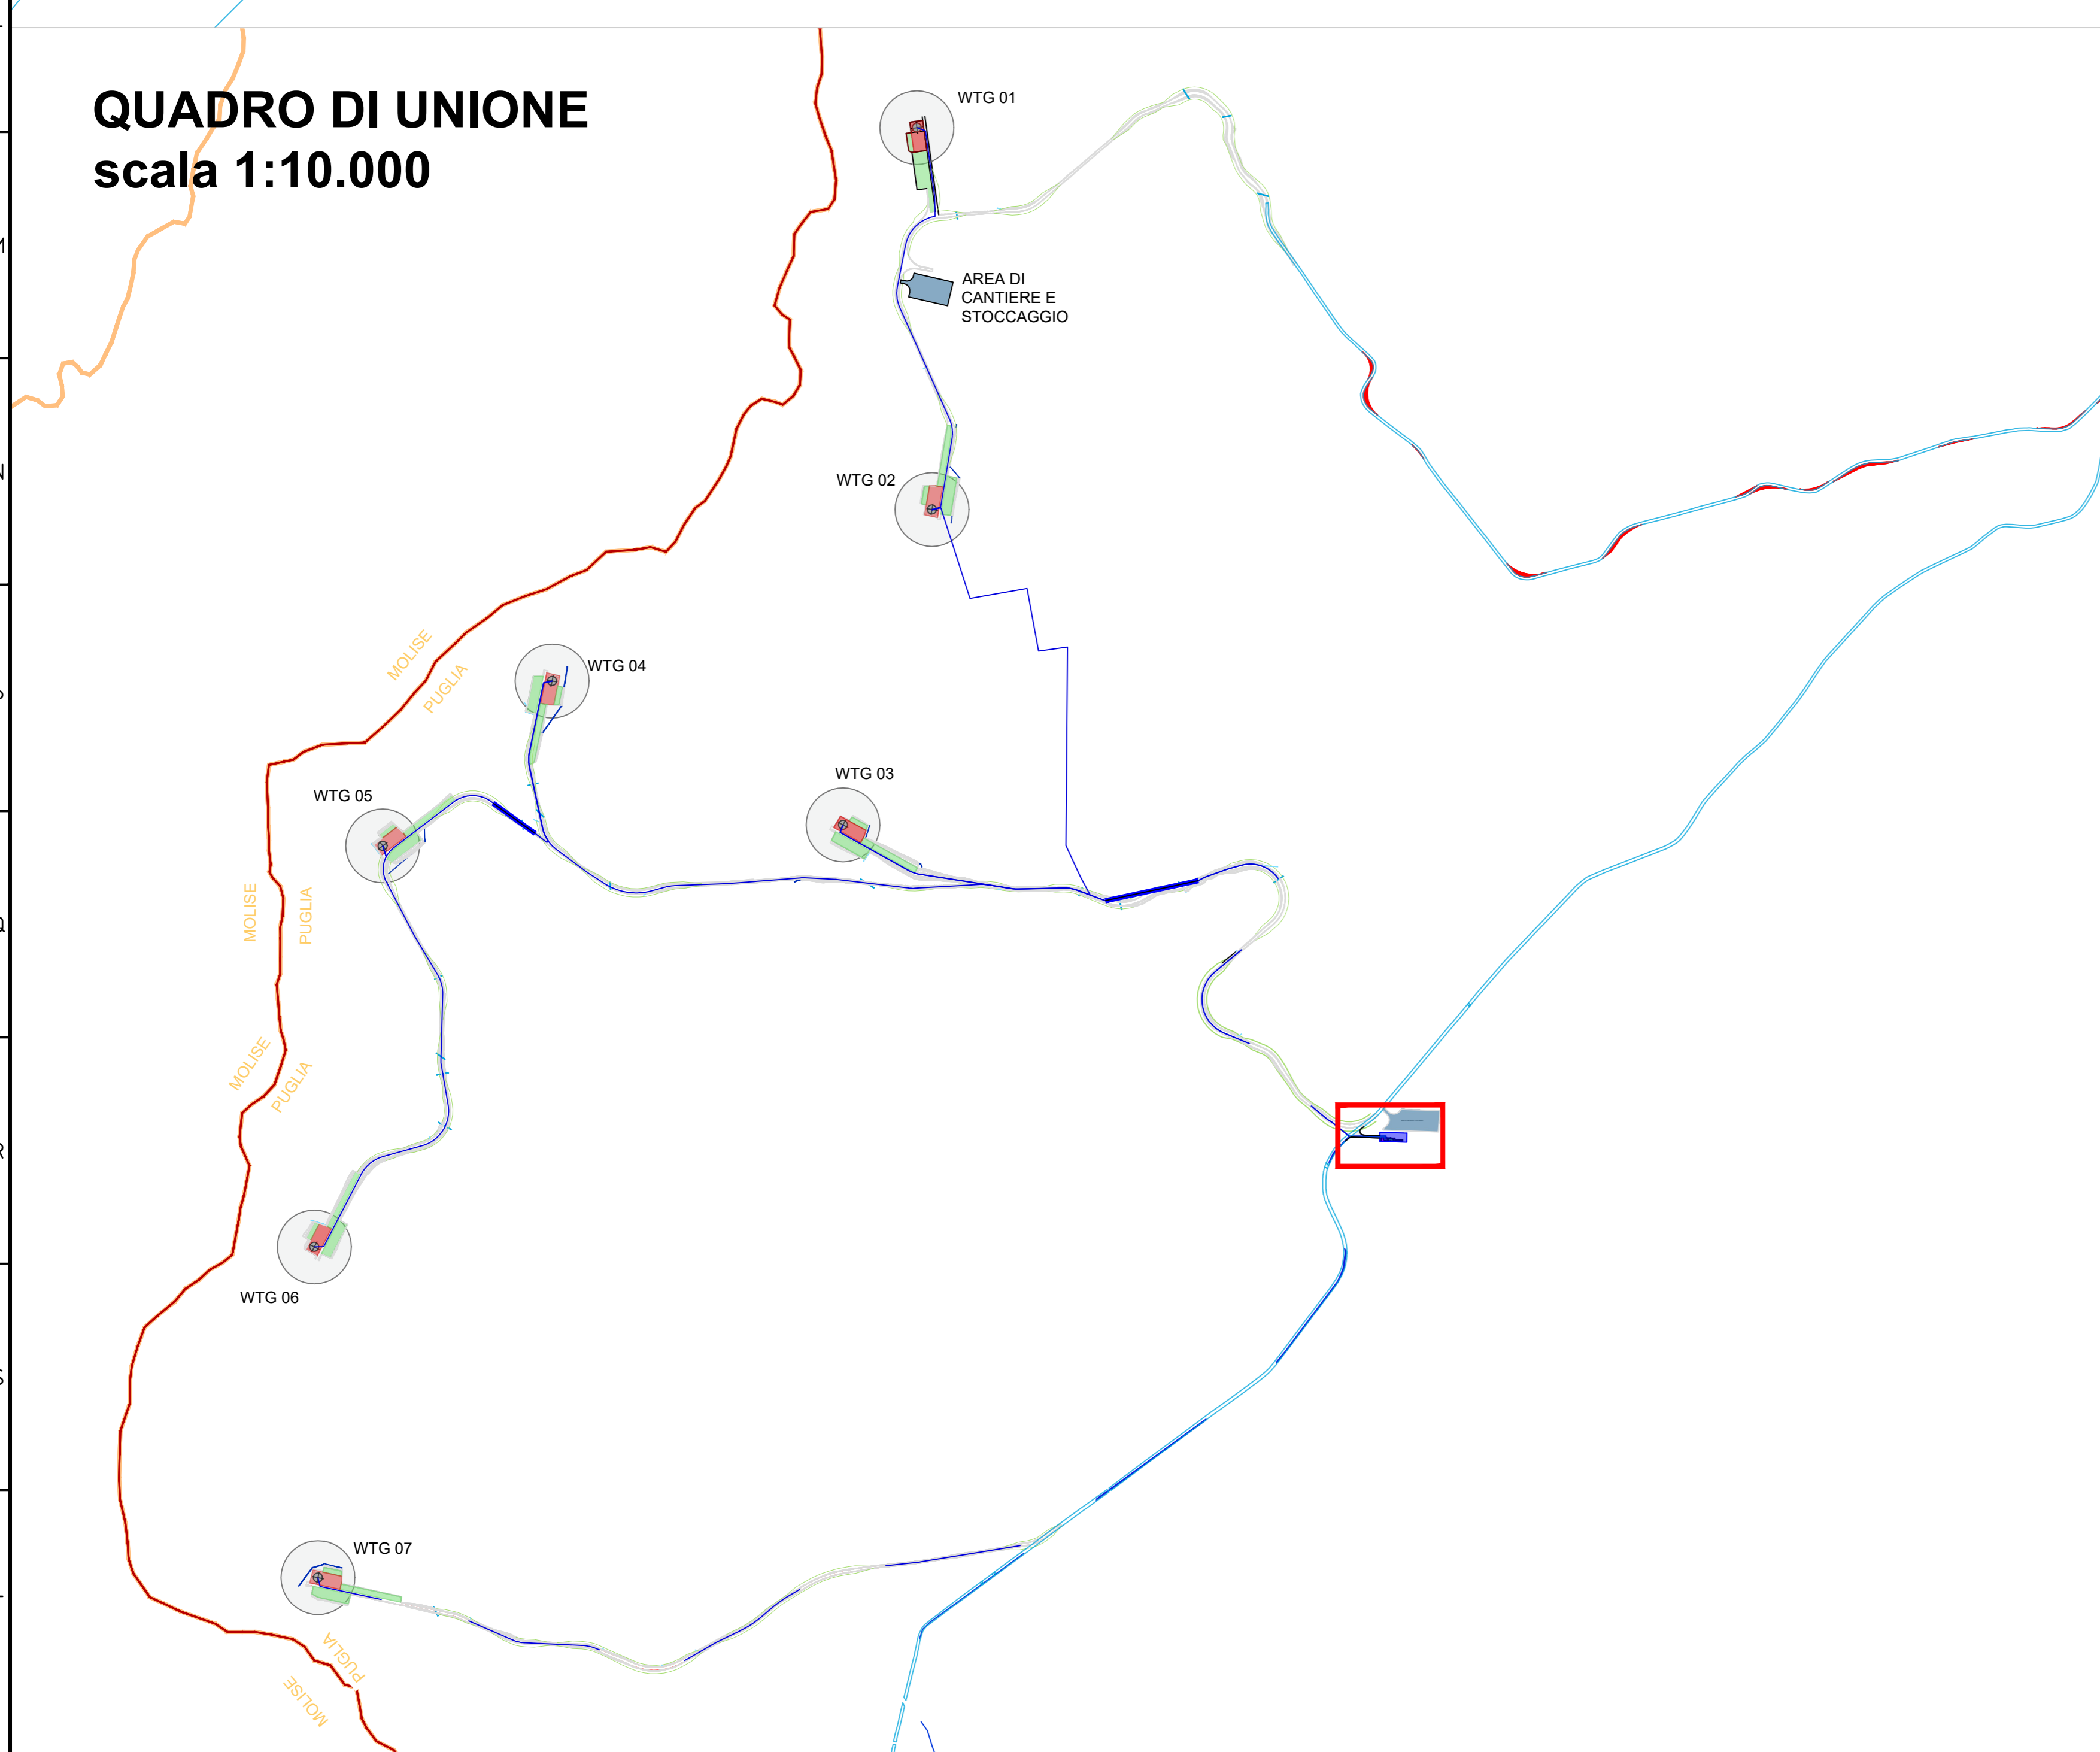 QUADRO DI UNIONE
scala 1:10.000
WTG 01
AREA DI
CANTIERE E
STOCCAGGIO
WTG 02
MOLISE
PUGLIA
WTG 04
WTG 03
WTG 05
MOLISE
PUGLIA
MOLISE
PUGLIA
WTG 06
WTG 07
PUGLIA
MOLISE